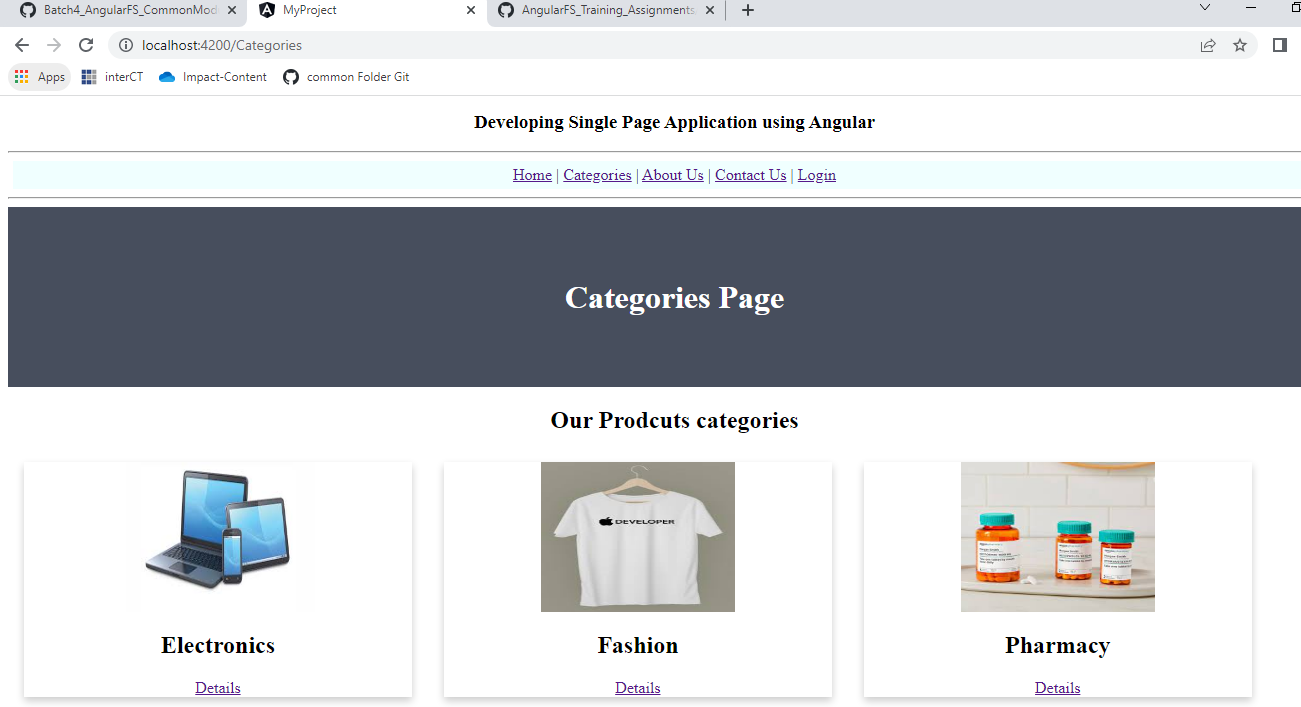 Batch4_AngularFS_CommonMod
MyProject
AngularFS_Training_Assignments
localhost:4200/Categories
Apps interCT Impact-Content common Folder Git
Developing Single Page Application using Angular
Home | Categories | About Us | Contact Us | Login
Categories Page
Our Prodcuts categories
DEVELOPER
Electronics
Details
Fashion
Details
Pharmacy
Details